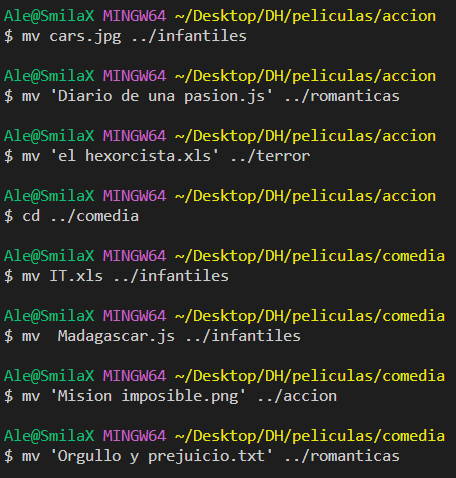 Ale@SmilaX MINGW64 ~/Desktop/DH/peliculas/accion
$ mv cars.jpg ../infantiles
Ale@SmilaX MINGW64 ~/Desktop/DH/peliculas/accion
$ mv 'Diario de una pasion.js' ../romanticas
Ale@SmilaX MINGW64 ~/Desktop/DH/peliculas/accion
$ mv 'el hexorcista.xls' ../terror
Ale@SmilaX MINGW64 ~/Desktop/DH/peliculas/accion
$ cd ../comedia
Ale@SmilaX MINGW64 ~/Desktop/DH/peliculas/comedia
$ mv IT.xls ../infantiles
Ale@SmilaX MINGW64 ~/Desktop/DH/peliculas/comedia
$ mv  Madagascar.js ../infantiles
Ale@SmilaX MINGW64 ~/Desktop/DH/peliculas/comedia
$ mv 'Mision imposible.png' ../accion
Ale@SmilaX MINGW64 ~/Desktop/DH/peliculas/comedia
$ mv 'Orgullo y prejuicio.txt' ../romanticas